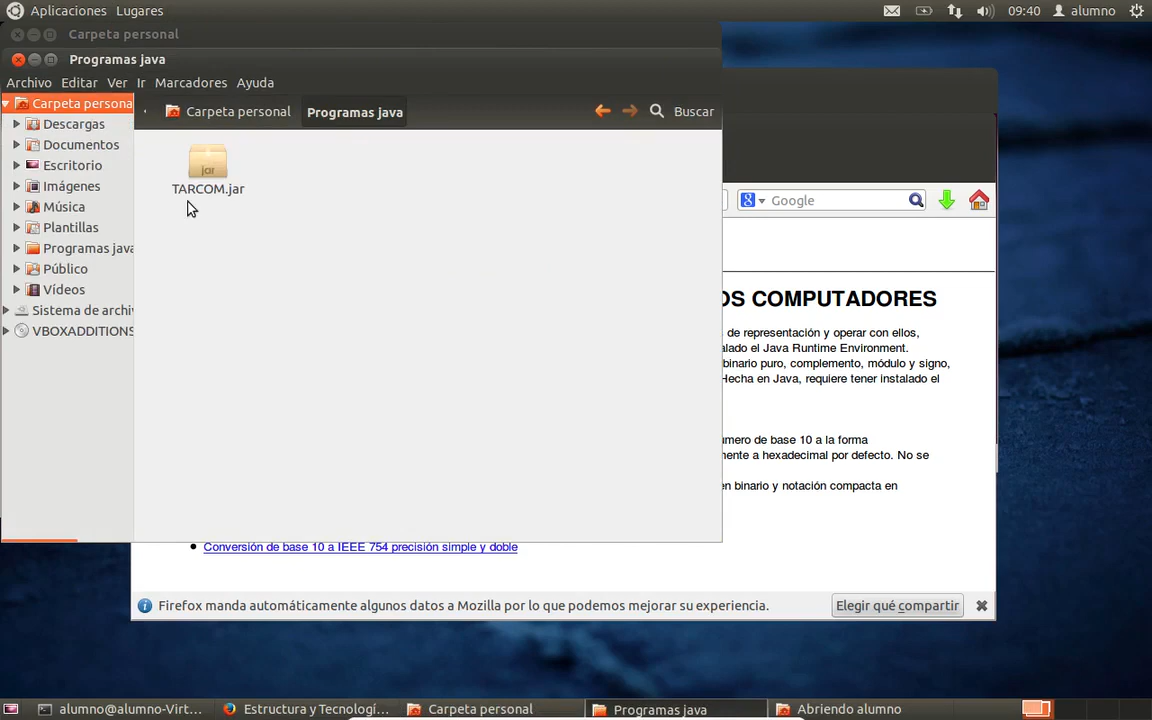 Aplicaciones Lugares 09:40 alumno
Carpeta personal
Programas java
Archivo Editar Ver Ir Marcadores Ayuda
Carpeta persona
Descargas
Documentos
Escritorio
Imágenes
Música
Plantillas
Programas java
Público
Vídeos
Sistema de archi
VBOXADDITIONS
Carpeta personal Programas java Buscar
jar
TARCOM.jar
Google
OS COMPUTADORES
de representación y operar con ellos,
lado el Java Runtime Environment.
binario puro, complemento, módulo y signo,
Hecha en Java, requiere tener instalado el
úmero de base 10 a la forma
mente a hexadecimal por defecto. No se
en binario y notación compacta en
Conversión de base 10 a IEEE 754 precisión simple y doble
Firefox manda automáticamente algunos datos a Mozilla por lo que podemos mejorar su experiencia. Elegir qué compartir
alumno@alumno-Virt... Estructura y Tecnologí... Carpeta personal Programas java Abriendo alumno